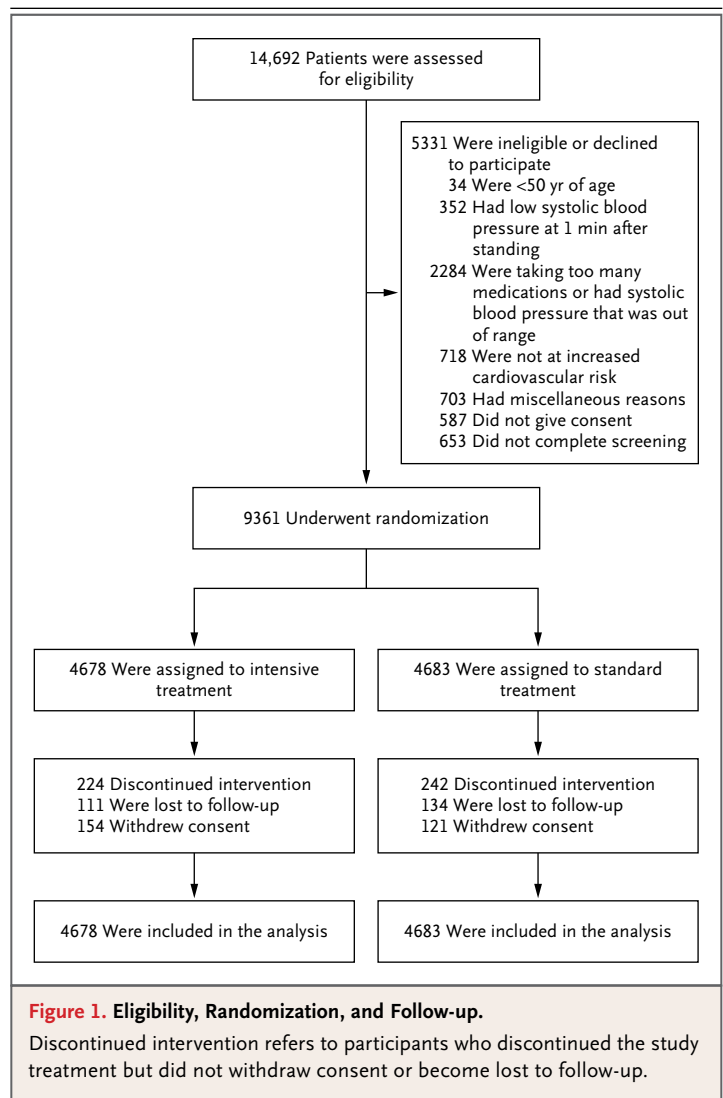 14,692 Patients were assessed
for eligibility
5331 Were ineligible or declined
to participate
34 Were <50 yr of age
352 Had low systolic blood
pressure at 1 min after
standing
2284 Were taking too many
medications or had systolic
blood pressure that was out
of range
718 Were not at increased
cardiovascular risk
703 Had miscellaneous reasons
587 Did not give consent
653 Did not complete screening
9361 Underwent randomization
4678 Were assigned to intensive
treatment
4683 Were assigned to standard
treatment
224 Discontinued intervention
111 Were lost to follow-up
154 Withdrew consent
242 Discontinued intervention
134 Were lost to follow-up
121 Withdrew consent
4678 Were included in the analysis
4683 Were included in the analysis
Figure 1. Eligibility, Randomization, and Follow-up.
Discontinued intervention refers to participants who discontinued the study
treatment but did not withdraw consent or become lost to follow-up.